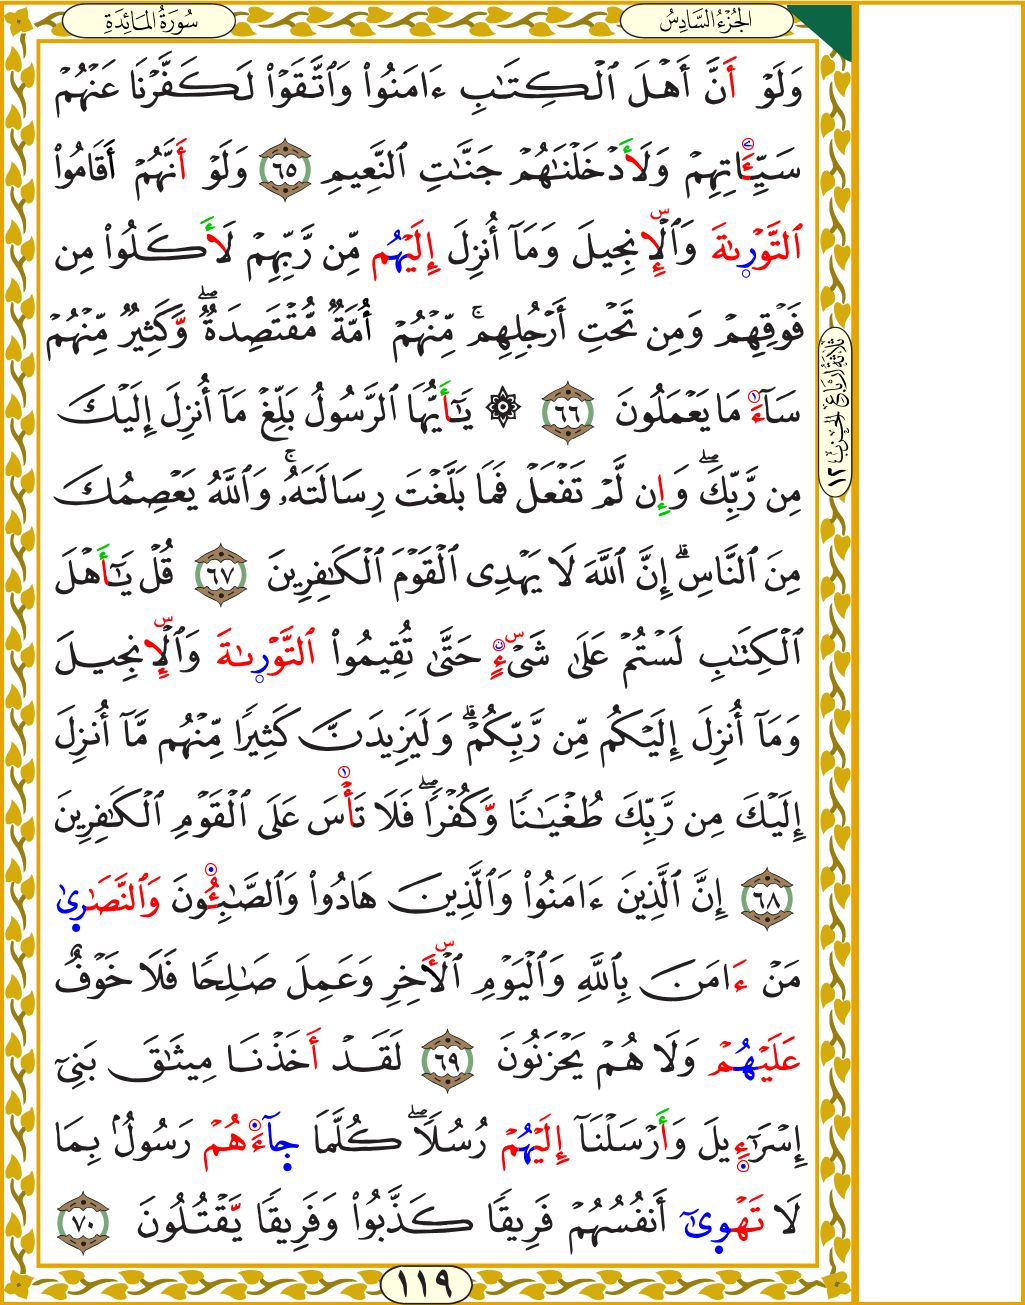 سُورَةُ المَائِدَةِ
الجُزْءُ السَّادِسُ
وَلَوۡ أَنَّ أَهۡلَ ٱلۡكِتَٰبِ ءَامَنُواْ وَٱتَّقَوۡاْ لَكَفَّرۡنَا عَنۡهُمۡ
سَيِّـَٔاتِهِمۡ وَلَأَدۡخَلۡنَٰهُمۡ جَنَّٰتِ ٱلنَّعِيمِ ٦٥ وَلَوۡ أَنَّهُمۡ أَقَامُواْ
ٱلتَّوۡرٜىٰةَ وَٱلۡإِنجِيلَ وَمَآ أُنزِلَ إِلَيۡهُم مِّن رَّبِّهِمۡ لَأَكَلُواْ مِن
فَوۡقِهِمۡ وَمِن تَحۡتِ أَرۡجُلِهِمۚ مِّنۡهُمۡ أُمَّةٞ مُّقۡتَصِدَةٞۖ وَّكَثِيرٞ مِّنۡهُمۡ
سَآءَ مَا يَعۡمَلُونَ ٦٦ ۞ يَٰٓأَيُّهَا ٱلرَّسُولُ بَلِّغۡ مَآ أُنزِلَ إِلَيۡكَ
مِن رَّبِّكَۖ وَإِن لَّمۡ تَفۡعَلۡ فَمَا بَلَّغۡتَ رِسَالَتَهُۥۚ وَٱللَّهُ يَعۡصِمُكَ
مِنَ ٱلنَّاسِۗ إِنَّ ٱللَّهَ لَا يَهۡدِي ٱلۡقَوۡمَ ٱلۡكَٰفِرِينَ ٦٧ قُلۡ يَٰٓأَهۡلَ
ٱلۡكِتَٰبِ لَسۡتُمۡ عَلَىٰ شَيۡءٍ حَتَّىٰ تُقِيمُواْ ٱلتَّوۡرٜىٰةَ وَٱلۡإِنجِيلَ
وَمَآ أُنزِلَ إِلَيۡكُم مِّن رَّبِّكُمۡۗ وَلَيَزِيدَنَّ كَثِيرٗا مِّنۡهُم مَّآ أُنزِلَ
إِلَيۡكَ مِن رَّبِّكَ طُغۡيَٰنٗا وَّكُفۡرٗاۖ فَلَا تَأۡسَ عَلَى ٱلۡقَوۡمِ ٱلۡكَٰفِرِينَ
٦٨ إِنَّ ٱلَّذِينَ ءَامَنُواْ وَٱلَّذِينَ هَادُواْ وَٱلصَّٰبِـُٔونَ وَٱلنَّصَٰرٜىٰ
مَنۡ ءَامَنَ بِٱللَّهِ وَٱلۡيَوۡمِ ٱلۡأٓخِرِ وَعَمِلَ صَٰلِحٗا فَلَا خَوۡفٌ
عَلَيۡهُمۡ وَلَا هُمۡ يَحۡزَنُونَ ٦٩ لَقَدۡ أَخَذۡنَا مِيثَٰقَ بَنِيٓ
إِسۡرَٰٓءِيلَ وَأَرۡسَلۡنَآ إِلَيۡهُمۡ رُسُلٗاۖ كُلَّمَا جَآءَهُمۡ رَسُولُۢ بِمَا
لَا تَهۡوٜىٰٓ أَنفُسُهُمۡ فَرِيقٗا كَذَّبُواْ وَفَرِيقٗا يَّقۡتُلُونَ ٧٠
ثَلَاثَةُ أَرْبَاعِ الحِزْبِ ١٢
١١٩